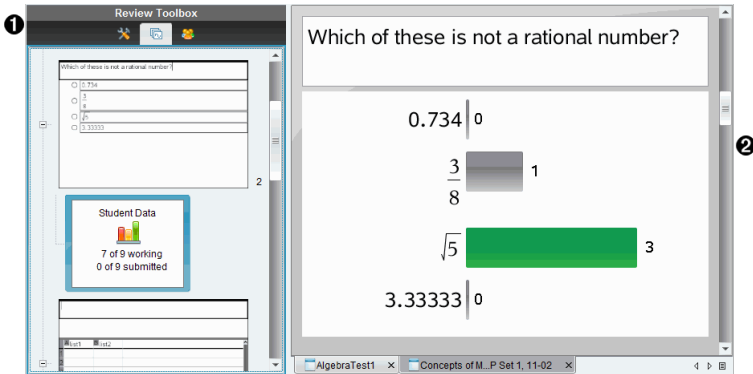 ❶
Review Toolbox
Which of these is not a rational number?
0.734
3
8
√5
3.33333
2
Student Data
7 of 9 working
0 of 9 submitted
list1 list2
Which of these is not a rational number?
0.734 0
3
8
1
√5 3
3.33333 0
AlgebraTest1 Concepts of M...P Set 1, 11-02
❷